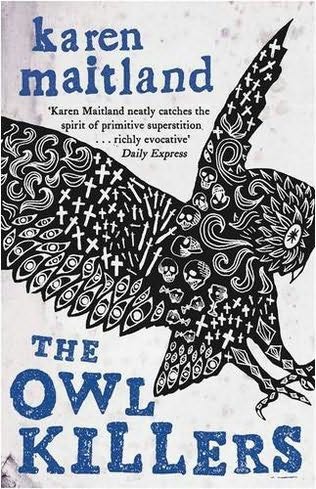 karen
maitland
'Karen Maitland neatly catches the
spirit of primitive superstition
. . . richly evocative'
Daily Express
THE
OWL
KILLERS